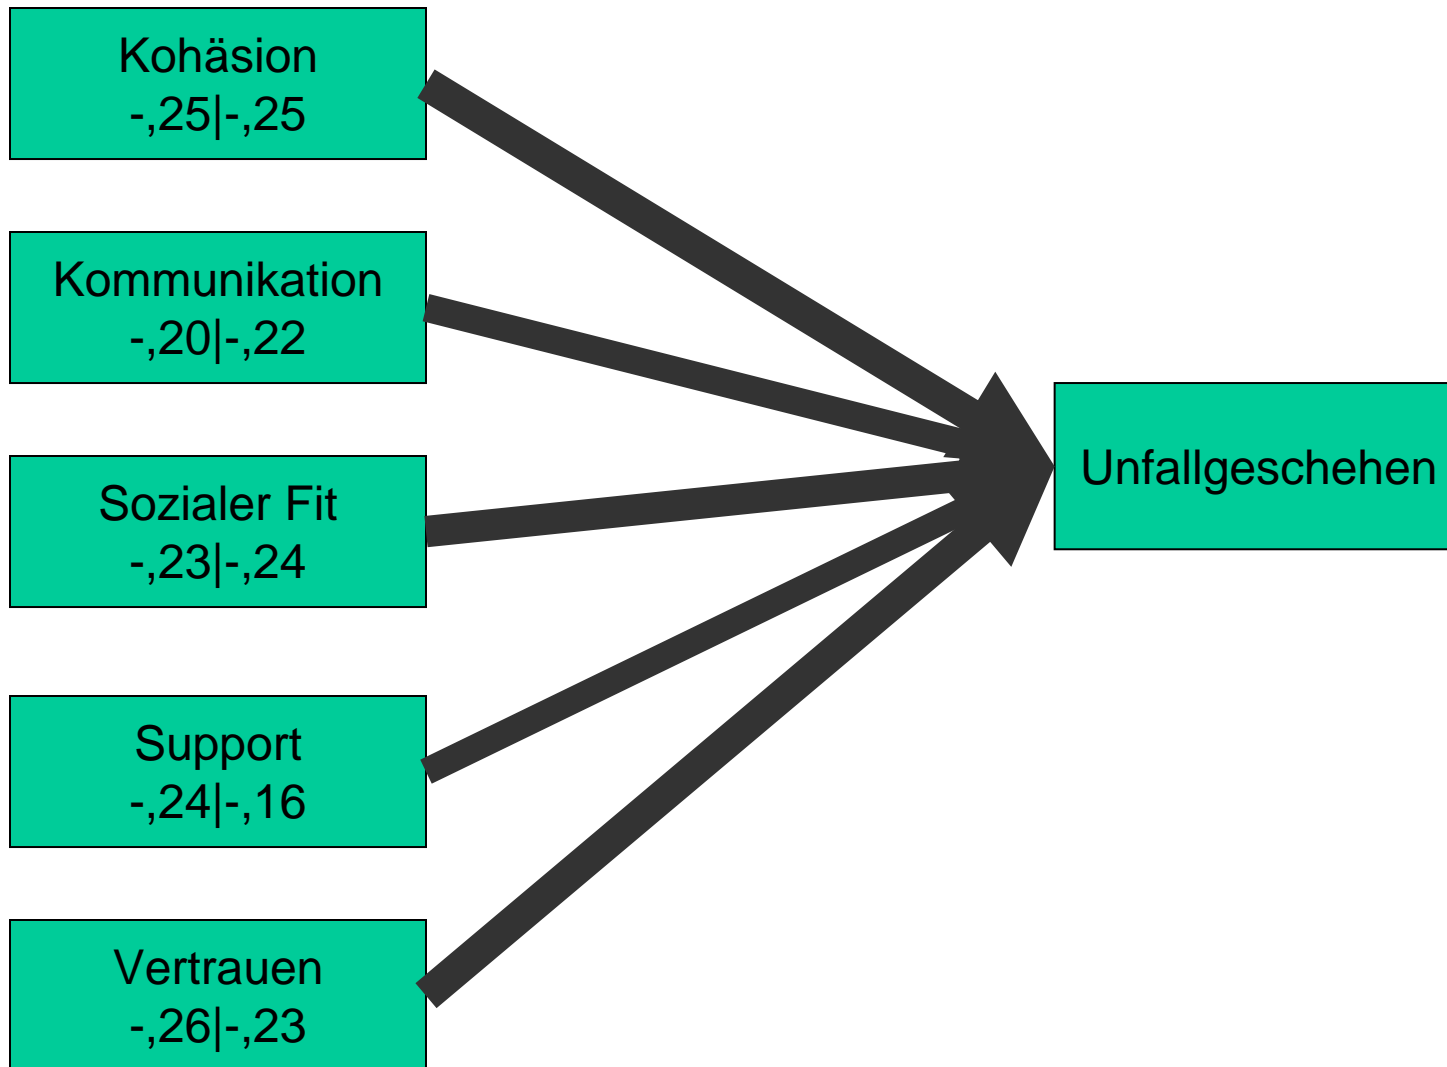 Kohäsion
-,25|-,25
Kommunikation
-,20|-,22
Sozialer Fit
-,23|-,24
Support
-,24|-,16
Vertrauen
-,26|-,23
Unfallgeschehen